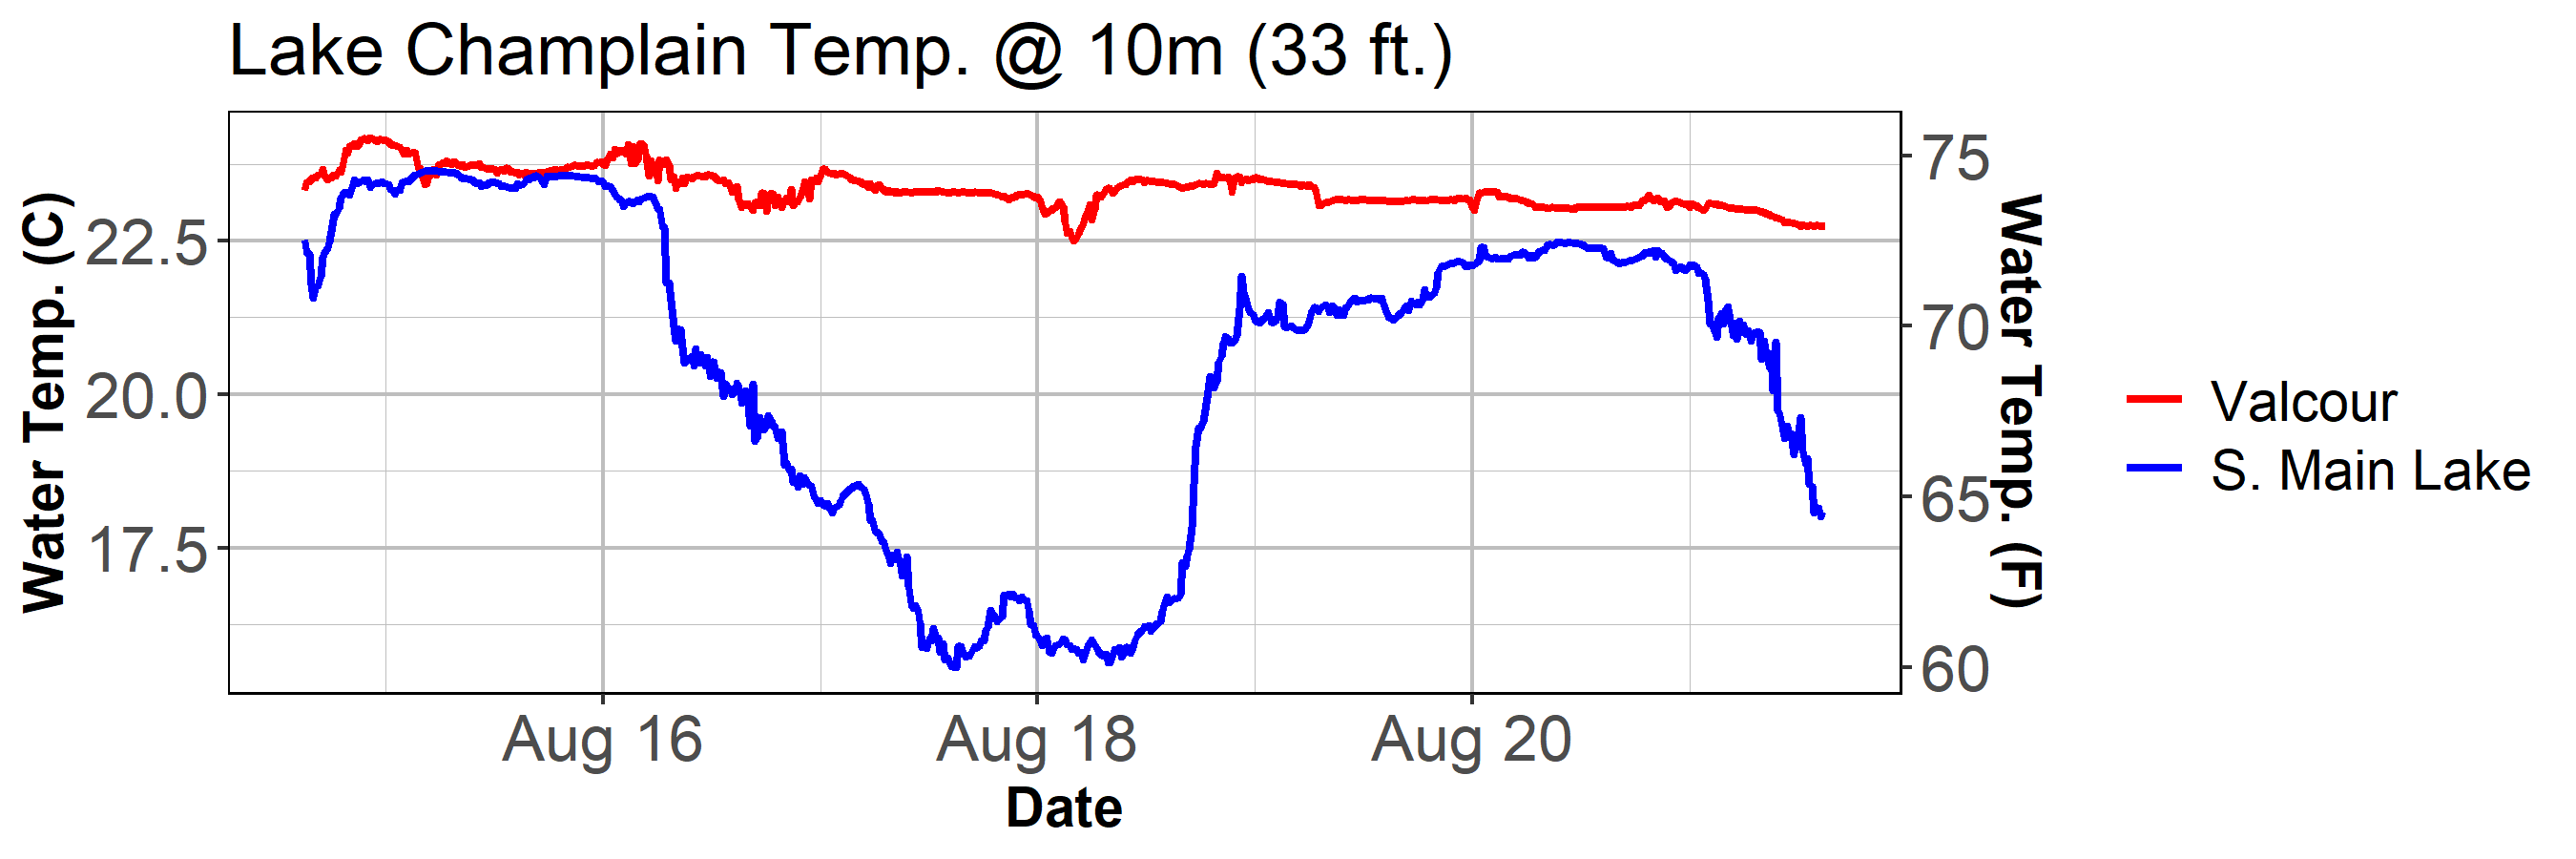 Lake Champlain Temp. @ 10m (33 ft.)
Water Temp. (C)
22.5
20.0
17.5
75
70
65
60
Water Temp. (F)
Aug 16 Aug 18 Aug 20
Date
Valcour
S. Main Lake